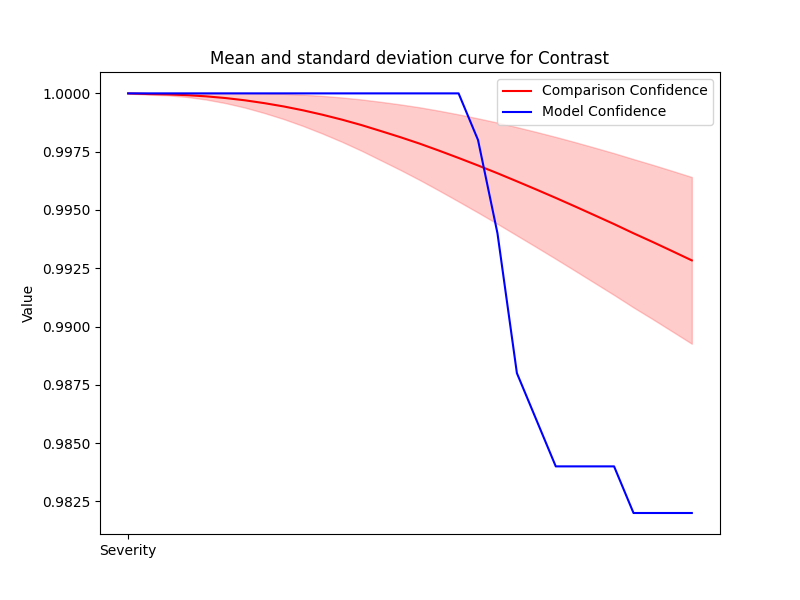 Mean and standard deviation curve for Contrast
Comparison Confidence
Model Confidence
1.0000
0.9975
0.9950
0.9925
0.9900
0.9875
0.9850
0.9825
Value
Severity